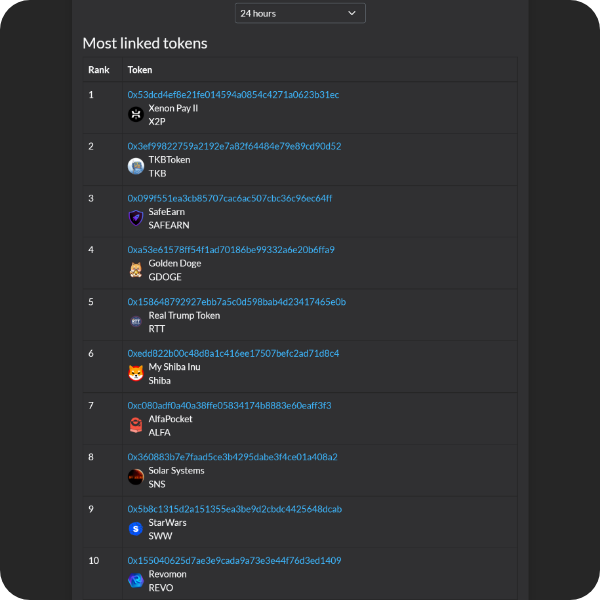 24 hours
Most linked tokens
Rank Token
1 0x53dcd4ef8e21fe014594a0854c4271a0623b31ec
Xenon Pay II
X2P
2 0x3ef99822759a2192e7a82f64484e79e89cd90d52
TKBToken
TKB
3 0x099f551ea3cb85707cac6ac507cbc36c96ec64ff
SafeEarn
SAFEARN
4 0xa53e61578ff54f1ad70186be99332a6e20b6ffa9
Golden Doge
GDOGE
5 0x158648792927ebb7a5c0d598bab4d23417465e0b
Real Trump Token
RTT
6 0xedd822b00c48d8a1c416ee17507befc2ad71d8c4
My Shiba Inu
Shiba
7 0xc080adf0a40a38ffe05834174b8883e60eaff3f3
AlfaPocket
ALFA
8 0x360883b7e7faad5ce3b4295dabe3f4ce01a408a2
Solar Systems
SNS
9 0x5b8c1315d2a151355ea3be9d2cbdc4425648dcab
StarWars
SWW
10 0x155040625d7ae3e9cada9a73e3e44f76d3ed1409
Revomon
REVO